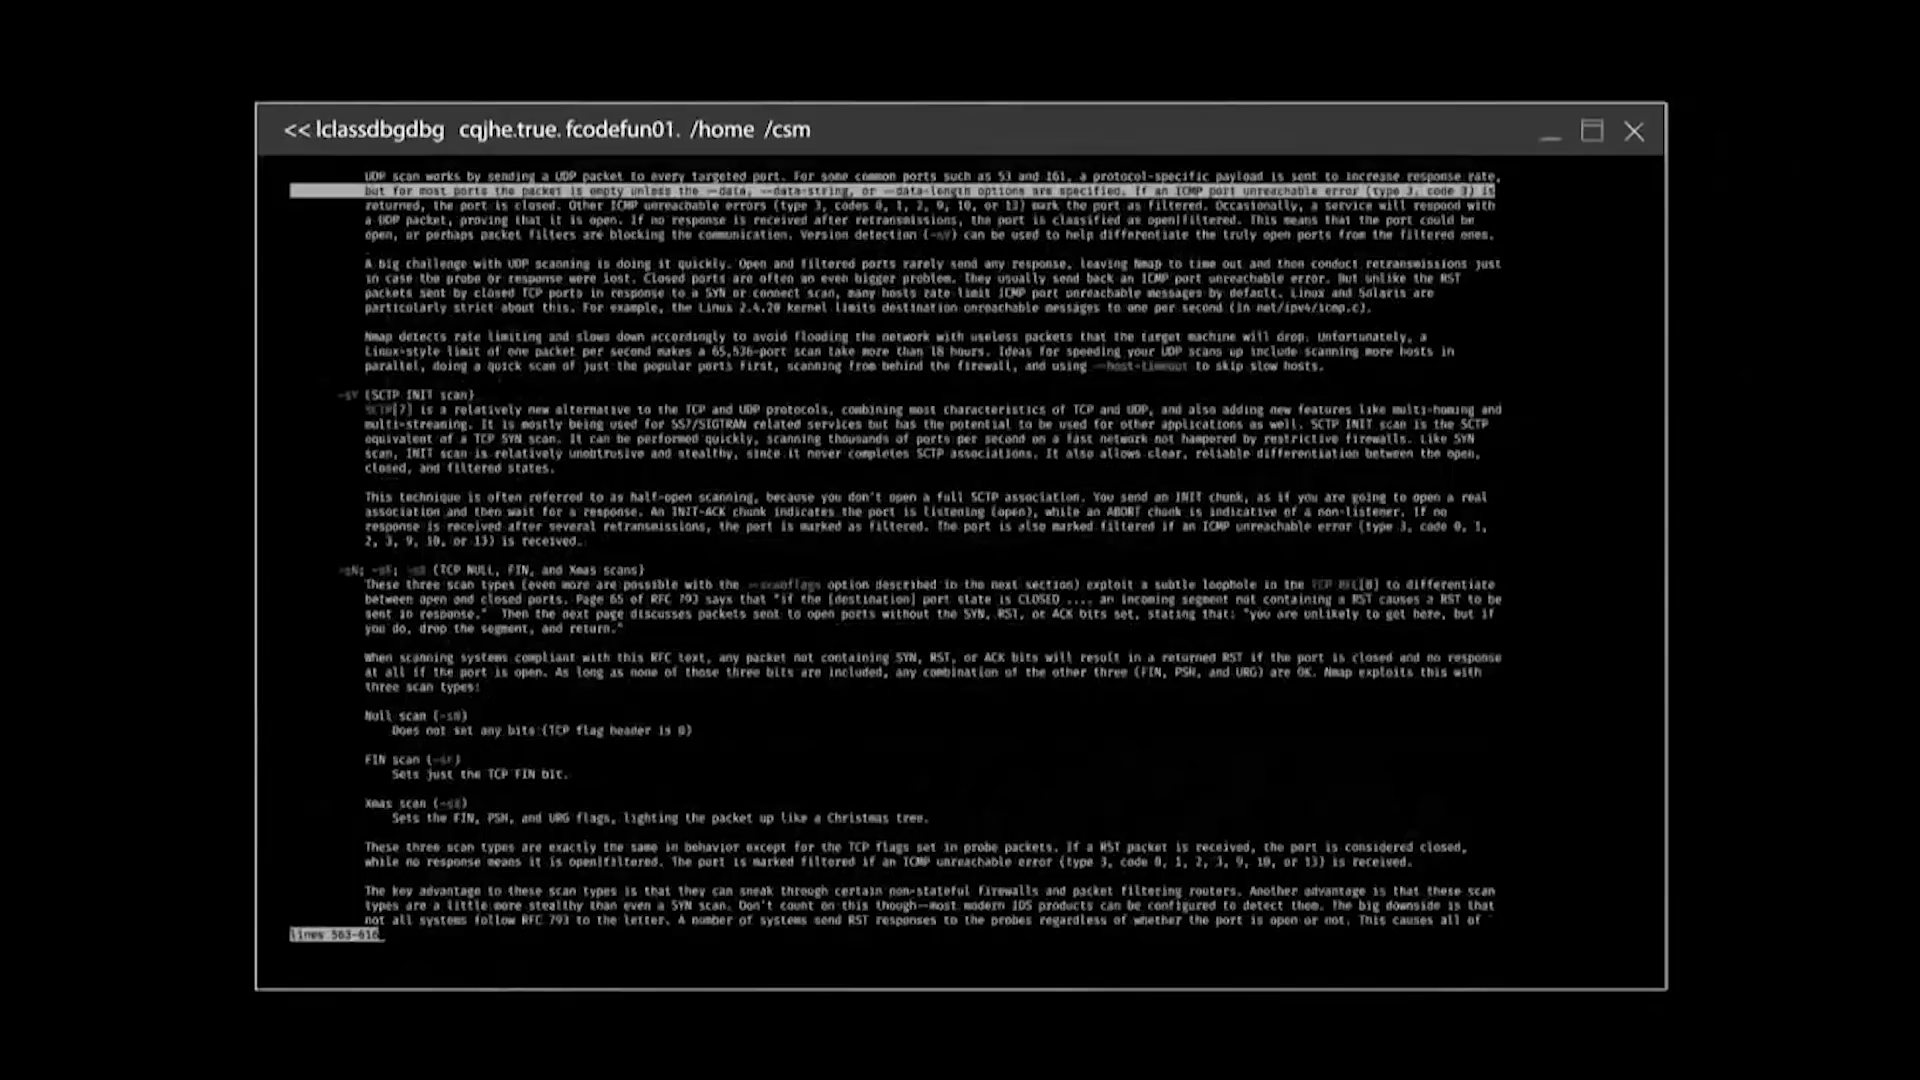 << lclassdbgdbg cqjhe.true. fcodefun01. /home /csm
UDP scan works by sending a UDP packet to every targeted port. For some common ports such as 53 and 161, a protocol-specific payload is sent to increase response rate,
but for most ports the packet is empty unless the --data, --data-string, or --data-length options are specified. If an ICMP port unreachable error (type 3, code 3) is
returned, the port is closed. Other ICMP unreachable errors (type 3, codes 0, 1, 2, 9, 10, or 13) mark the port as filtered. Occasionally, a service will respond with
a UDP packet, proving that it is open. If no response is received after retransmissions, the port is classified as open|filtered. This means that the port could be
open, or perhaps packet filters are blocking the communication. Version detection (-sV) can be used to help differentiate the truly open ports from the filtered ones.
A big challenge with UDP scanning is doing it quickly. Open and filtered ports rarely send any response, leaving Nmap to time out and then conduct retransmissions just
in case the probe or response were lost. Closed ports are often an even bigger problem. They usually send back an ICMP port unreachable error. But unlike the RST
packets sent by closed TCP ports in response to a SYN or connect scan, many hosts rate limit ICMP port unreachable messages by default. Linux and Solaris are
particularly strict about this. For example, the Linux 2.4.20 kernel limits destination unreachable messages to one per second (in net/ipv4/icmp.c).
Nmap detects rate limiting and slows down accordingly to avoid flooding the network with useless packets that the target machine will drop. Unfortunately, a
Linux-style limit of one packet per second makes a 65,536-port scan take more than 18 hours. Ideas for speeding your UDP scans up include scanning more hosts in
parallel, doing a quick scan of just the popular ports first, scanning from behind the firewall, and using --host-timeout to skip slow hosts.
-sY (SCTP INIT scan)
SCTP[7] is a relatively new alternative to the TCP and UDP protocols, combining most characteristics of TCP and UDP, and also adding new features like multi-homing and
multi-streaming. It is mostly being used for SS7/SIGTRAN related services but has the potential to be used for other applications as well. SCTP INIT scan is the SCTP
equivalent of a TCP SYN scan. It can be performed quickly, scanning thousands of ports per second on a fast network not hampered by restrictive firewalls. Like SYN
scan, INIT scan is relatively unobtrusive and stealthy, since it never completes SCTP associations. It also allows clear, reliable differentiation between the open,
closed, and filtered states.
This technique is often referred to as half-open scanning, because you don't open a full SCTP association. You send an INIT chunk, as if you are going to open a real
association and then wait for a response. An INIT-ACK chunk indicates the port is listening (open), while an ABORT chunk is indicative of a non-listener. If no
response is received after several retransmissions, the port is marked as filtered. The port is also marked filtered if an ICMP unreachable error (type 3, code 0, 1,
2, 3, 9, 10, or 13) is received.
-sN; -sF; -sX (TCP NULL, FIN, and Xmas scans)
These three scan types (even more are possible with the --scanflags option described in the next section) exploit a subtle loophole in the TCP RFC[8] to differentiate
between open and closed ports. Page 65 of RFC 793 says that "if the [destination] port state is CLOSED .... an incoming segment not containing a RST causes a RST to be
sent in response." Then the next page discusses packets sent to open ports without the SYN, RST, or ACK bits set, stating that: "you are unlikely to get here, but if
you do, drop the segment, and return."
When scanning systems compliant with this RFC text, any packet not containing SYN, RST, or ACK bits will result in a returned RST if the port is closed and no response
at all if the port is open. As long as none of those three bits are included, any combination of the other three (FIN, PSH, and URG) are OK. Nmap exploits this with
three scan types:
Null scan (-sN)
Does not set any bits (TCP flag header is 0)
FIN scan (-sF)
Sets just the TCP FIN bit.
Xmas scan (-sX)
Sets the FIN, PSH, and URG flags, lighting the packet up like a Christmas tree.
These three scan types are exactly the same in behavior except for the TCP flags set in probe packets. If a RST packet is received, the port is considered closed,
while no response means it is open|filtered. The port is marked filtered if an ICMP unreachable error (type 3, code 0, 1, 2, 3, 9, 10, or 13) is received.
The key advantage to these scan types is that they can sneak through certain non-stateful firewalls and packet filtering routers. Another advantage is that these scan
types are a little more stealthy than even a SYN scan. Don't count on this though—most modern IDS products can be configured to detect them. The big downside is that
not all systems follow RFC 793 to the letter. A number of systems send RST responses to the probes regardless of whether the port is open or not. This causes all of
lines 563-616